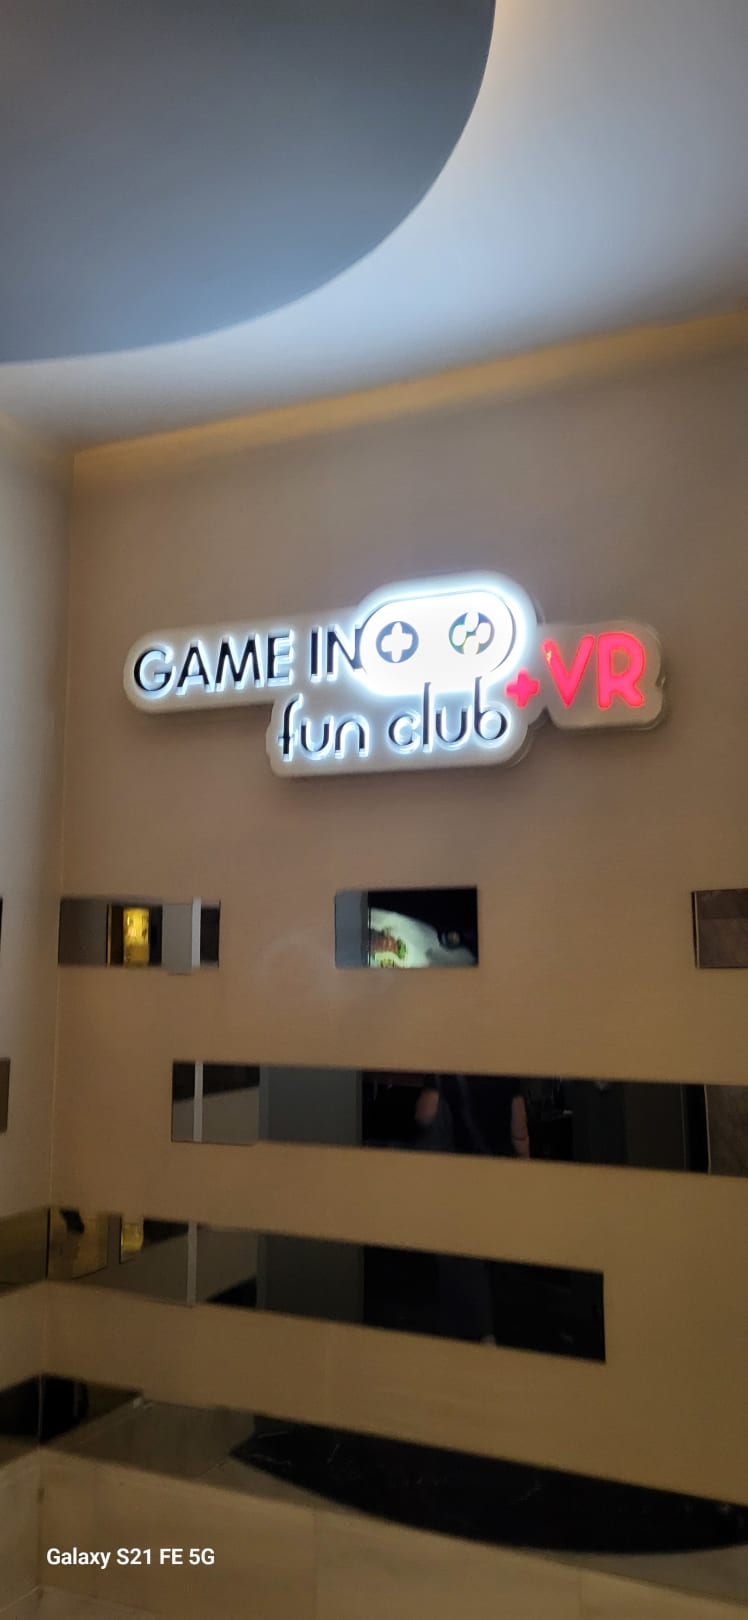 GAME IN
fun club
+VR
Galaxy S21 FE 5G